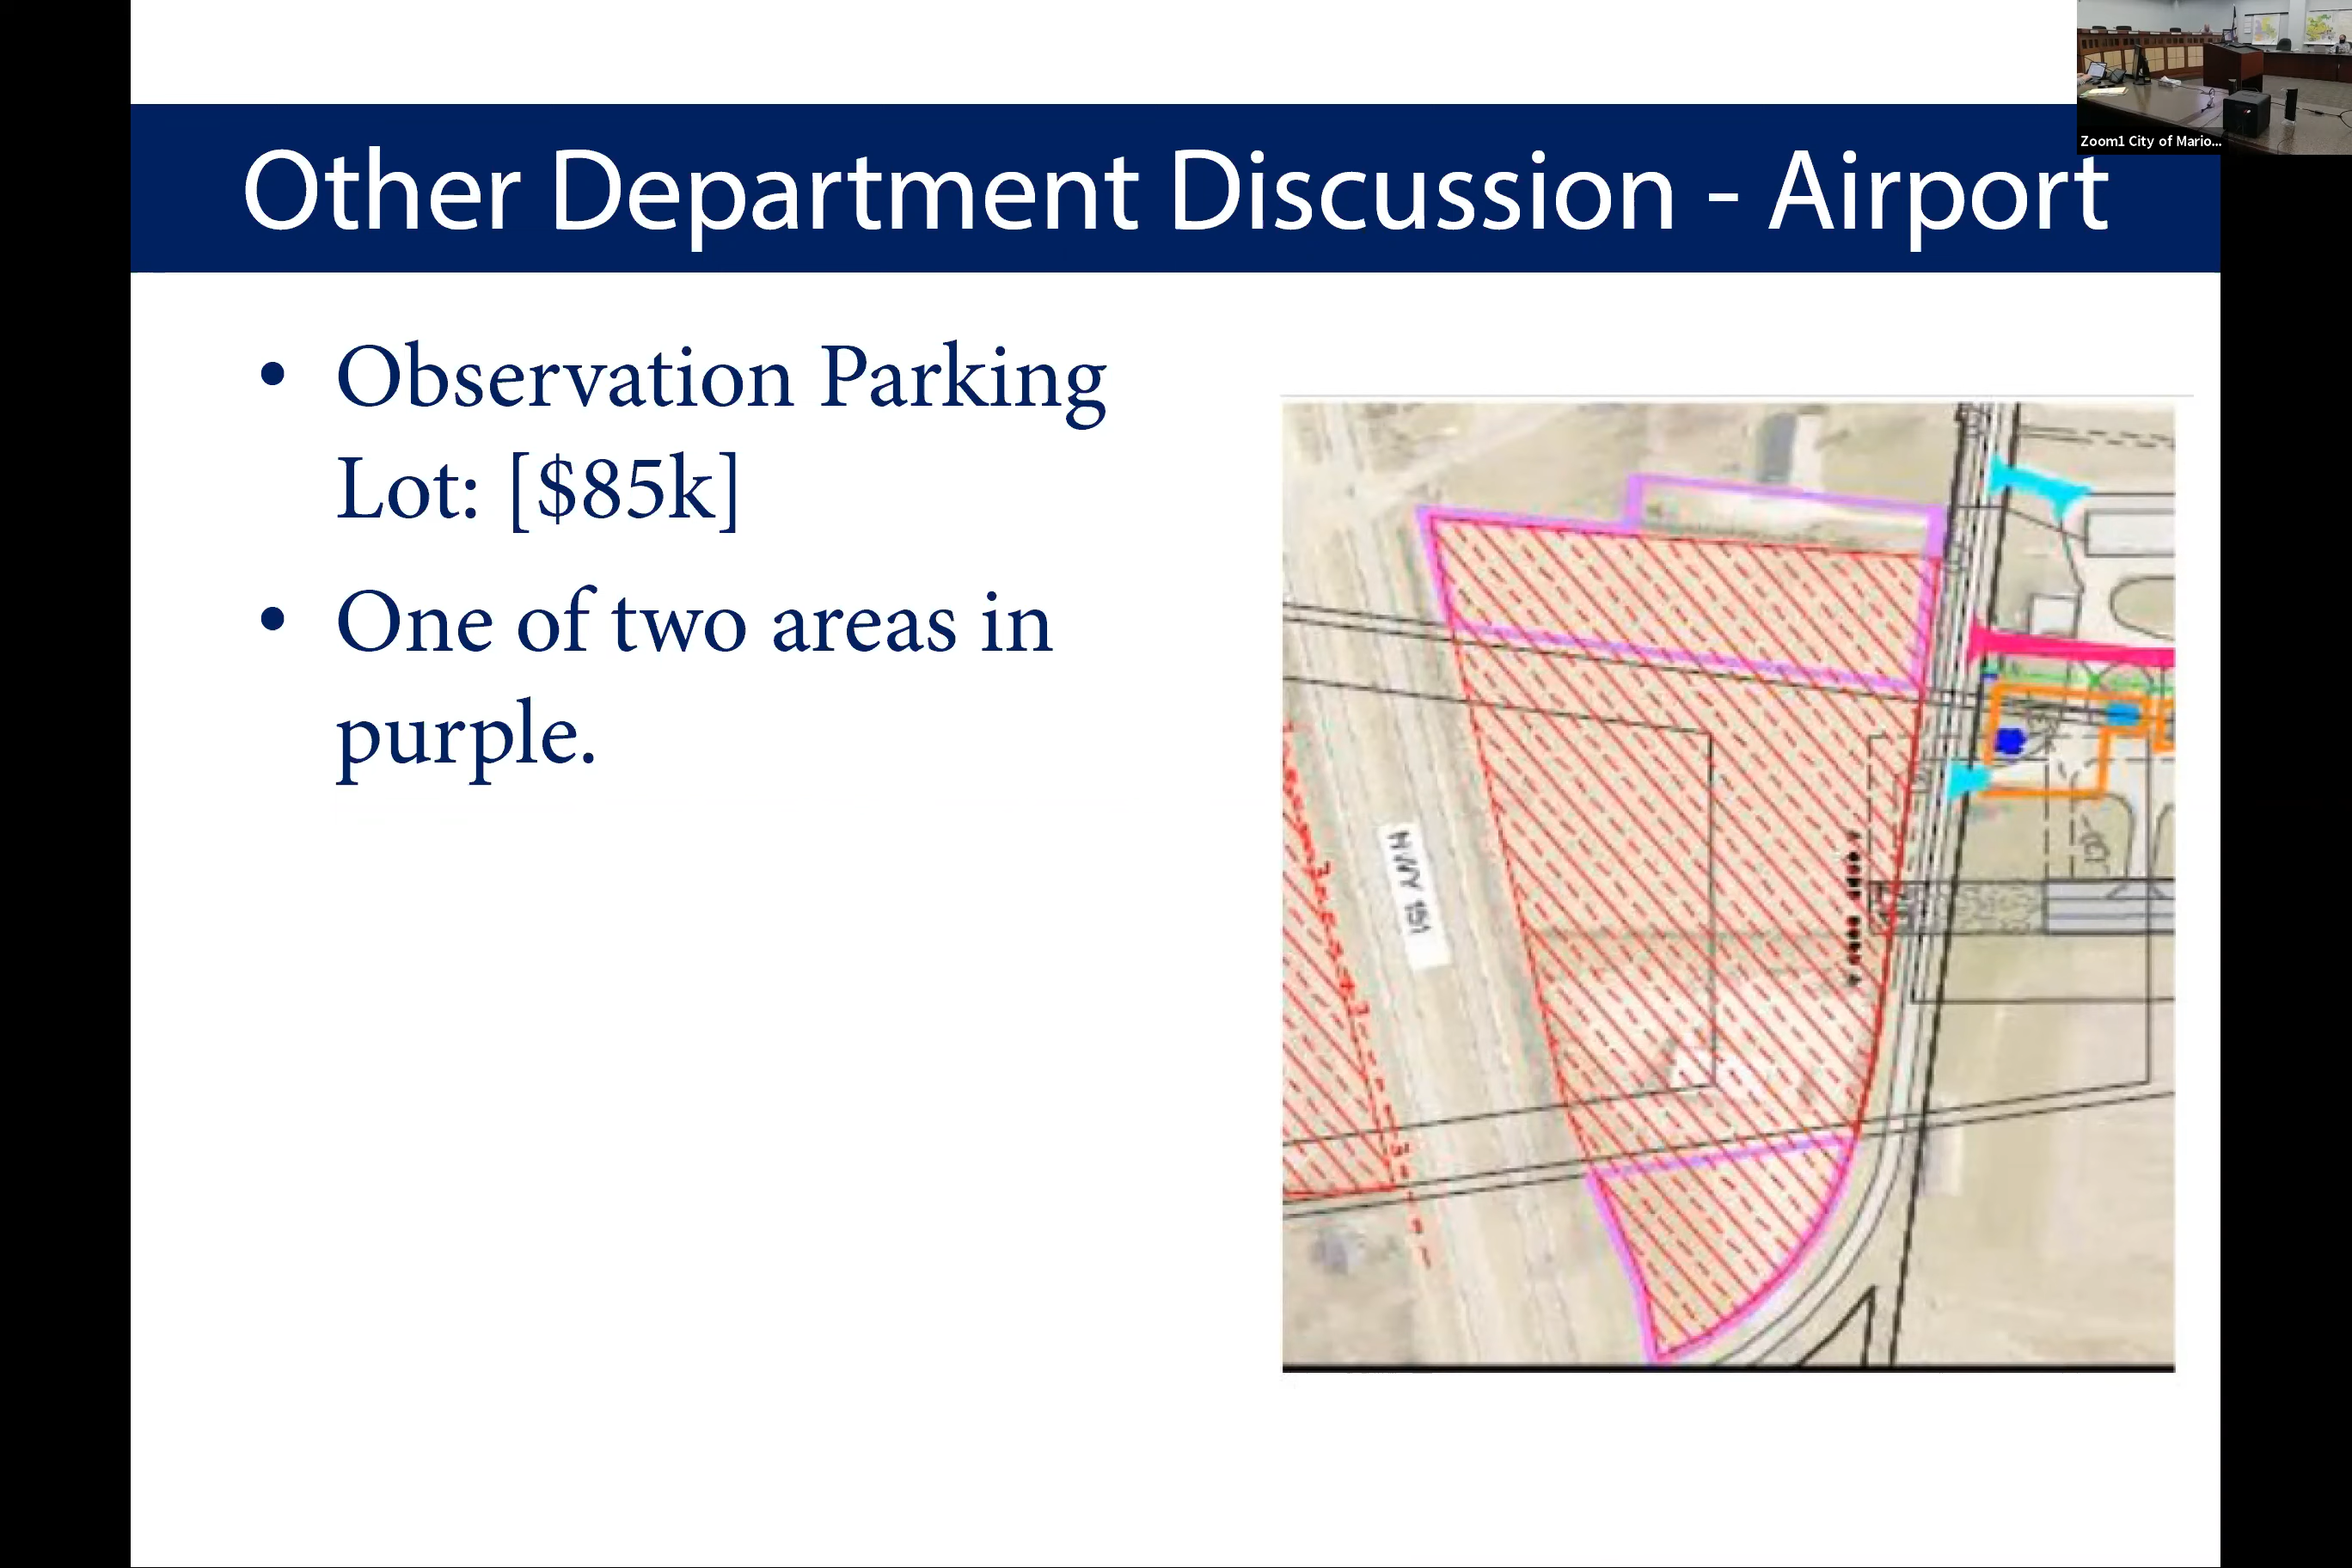 Zoom1 City of Mario...
Other Department Discussion - Airport
• Observation Parking
Lot: [$85k]
• One of two areas in
purple.
HWY 151